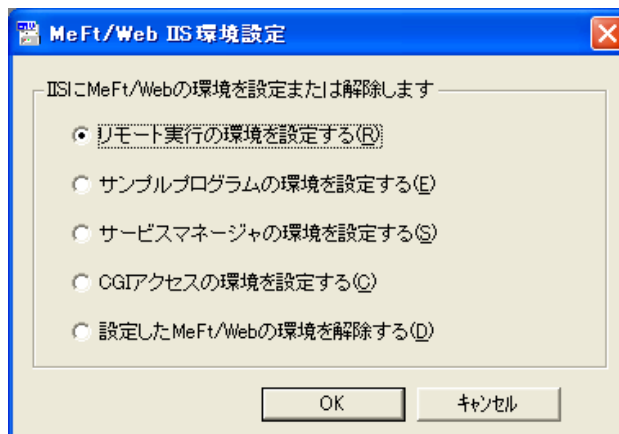 MeFt/Web IIS環境設定
IISにMeFt/Webの環境を設定または解除します
リモート実行の環境を設定する(R)
サンプルプログラムの環境を設定する(E)
サービスマネージャの環境を設定する(S)
CGIアクセスの環境を設定する(C)
設定したMeFt/Webの環境を解除する(D)
OK キャンセル